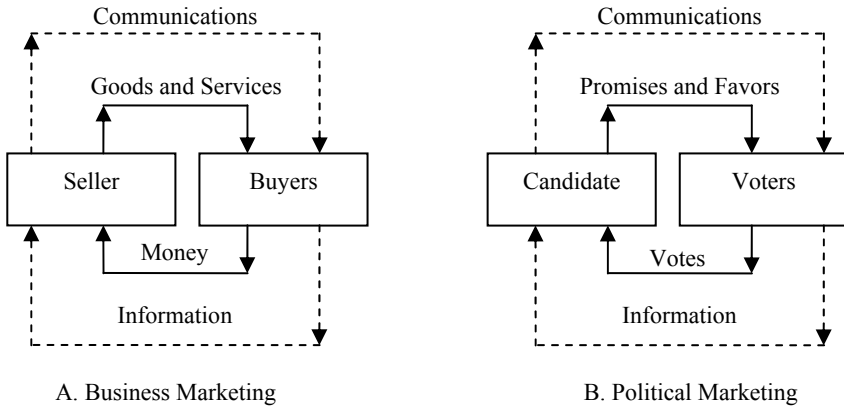 Communications
Goods and Services
Seller
Buyers
Money
Information
A. Business Marketing
Communications
Promises and Favors
Candidate
Voters
Votes
Information
B. Political Marketing